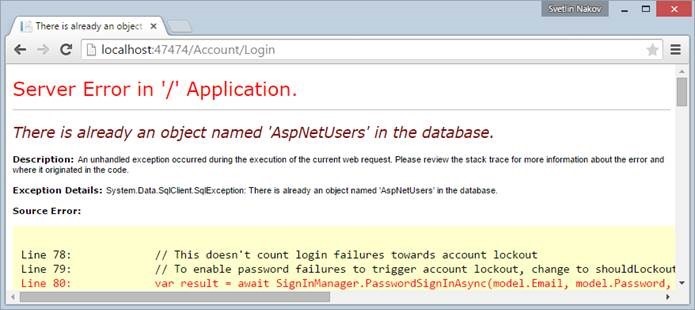 Svetlin Nakov
There is already an object
localhost:47474/Account/Login
Server Error in '/' Application.
There is already an object named 'AspNetUsers' in the database.
Description: An unhandled exception occurred during the execution of the current web request. Please review the stack trace for more information about the error and
where it originated in the code.
Exception Details: System.Data.SqlClient.SqlException: There is already an object named 'AspNetUsers' in the database.
Source Error:
Line 78: // This doesn't count login failures towards account lockout
Line 79: // To enable password failures to trigger account lockout, change to shouldLockout
Line 80: var result = await SignInManager.PasswordSignInAsync(model.Email, model.Password,